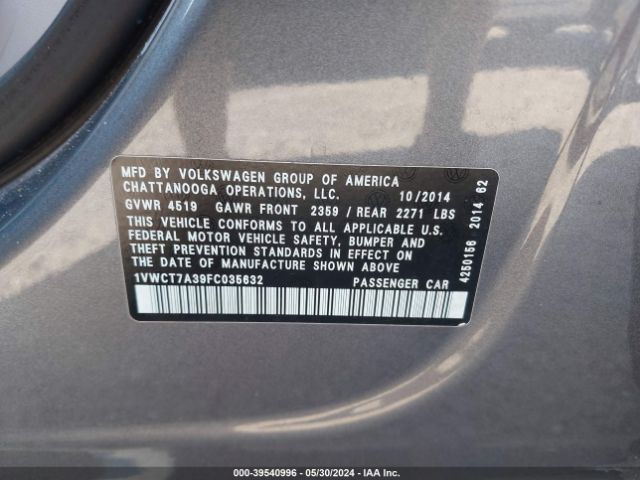 MFD BY VOLKSWAGEN GROUP OF AMERICA
CHATTANOOGA OPERATIONS, LLC. 10/2014
GVWR 4519 GAWR FRONT 2359 / REAR 2271 LBS
THIS VEHICLE CONFORMS TO ALL APPLICABLE U.S.
FEDERAL MOTOR VEHICLE SAFETY, BUMPER AND
THEFT PREVENTION STANDARDS IN EFFECT ON
THE DATE OF MANUFACTURE SHOWN ABOVE
1VWCT7A39FC035632 PASSENGER CAR
4250156 2014 62
© - 39540996 - 05/30/2024 - IAA Inc.